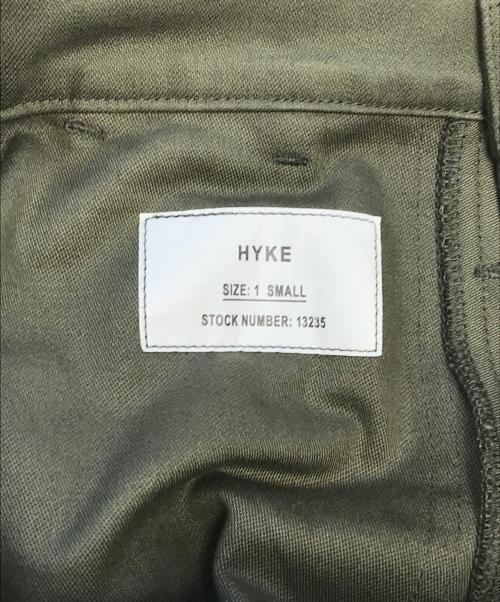 HYKE
SIZE: 1 SMALL
STOCK NUMBER: 13235